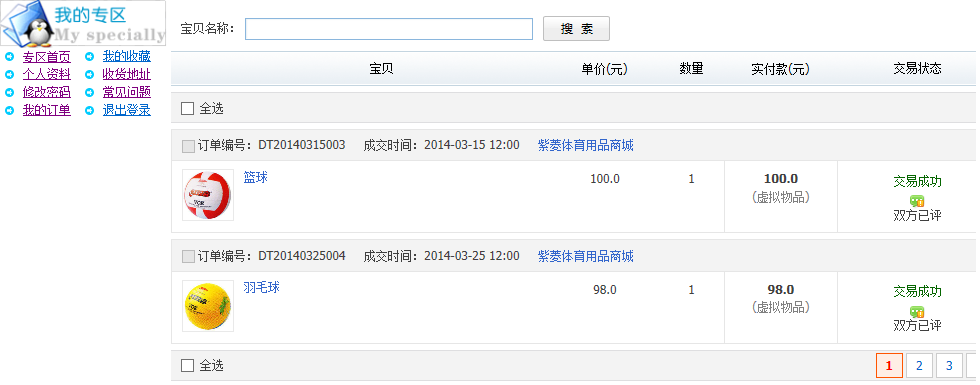 我的专区
My specially
专区首页 我的收藏
个人资料 收货地址
修改密码 常见问题
我的订单 退出登录
宝贝名称： 搜 索
宝贝 单价(元) 数量 实付款(元) 交易状态
全选
订单编号：DT20140315003 成交时间：2014-03-15 12:00 紫菱体育用品商城
篮球 100.0 1 100.0 交易成功
(虚拟物品)
双方已评
订单编号：DT20140325004 成交时间：2014-03-25 12:00 紫菱体育用品商城
羽毛球 98.0 1 98.0 交易成功
(虚拟物品)
双方已评
全选 1 2 3